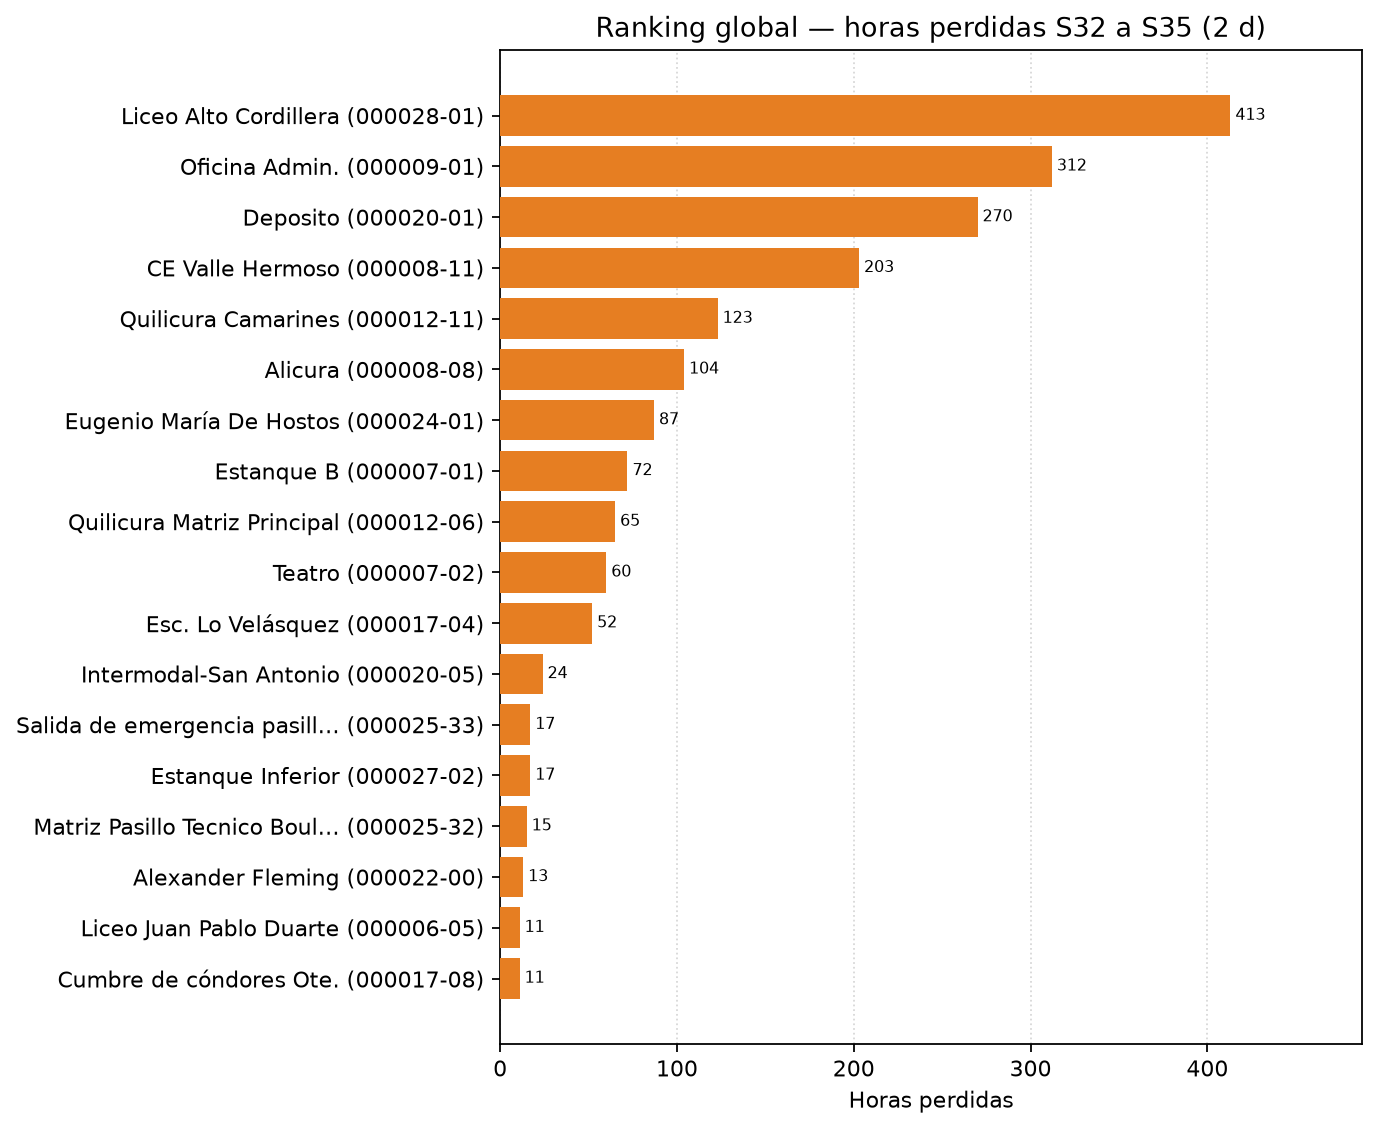 Ranking global — horas perdidas S32 a S35 (2 d)
Liceo Alto Cordillera (000028-01) 413
Oficina Admin. (000009-01) 312
Deposito (000020-01) 270
CE Valle Hermoso (000008-11) 203
Quilicura Camarines (000012-11) 123
Alicura (000008-08) 104
Eugenio María De Hostos (000024-01) 87
Estanque B (000007-01) 72
Quilicura Matriz Principal (000012-06) 65
Teatro (000007-02) 60
Esc. Lo Velásquez (000017-04) 52
Intermodal-San Antonio (000020-05) 24
Salida de emergencia pasill... (000025-33) 17
Estanque Inferior (000027-02) 17
Matriz Pasillo Tecnico Boul... (000025-32) 15
Alexander Fleming (000022-00) 13
Liceo Juan Pablo Duarte (000006-05) 11
Cumbre de cóndores Ote. (000017-08) 11
0 100 200 300 400
Horas perdidas